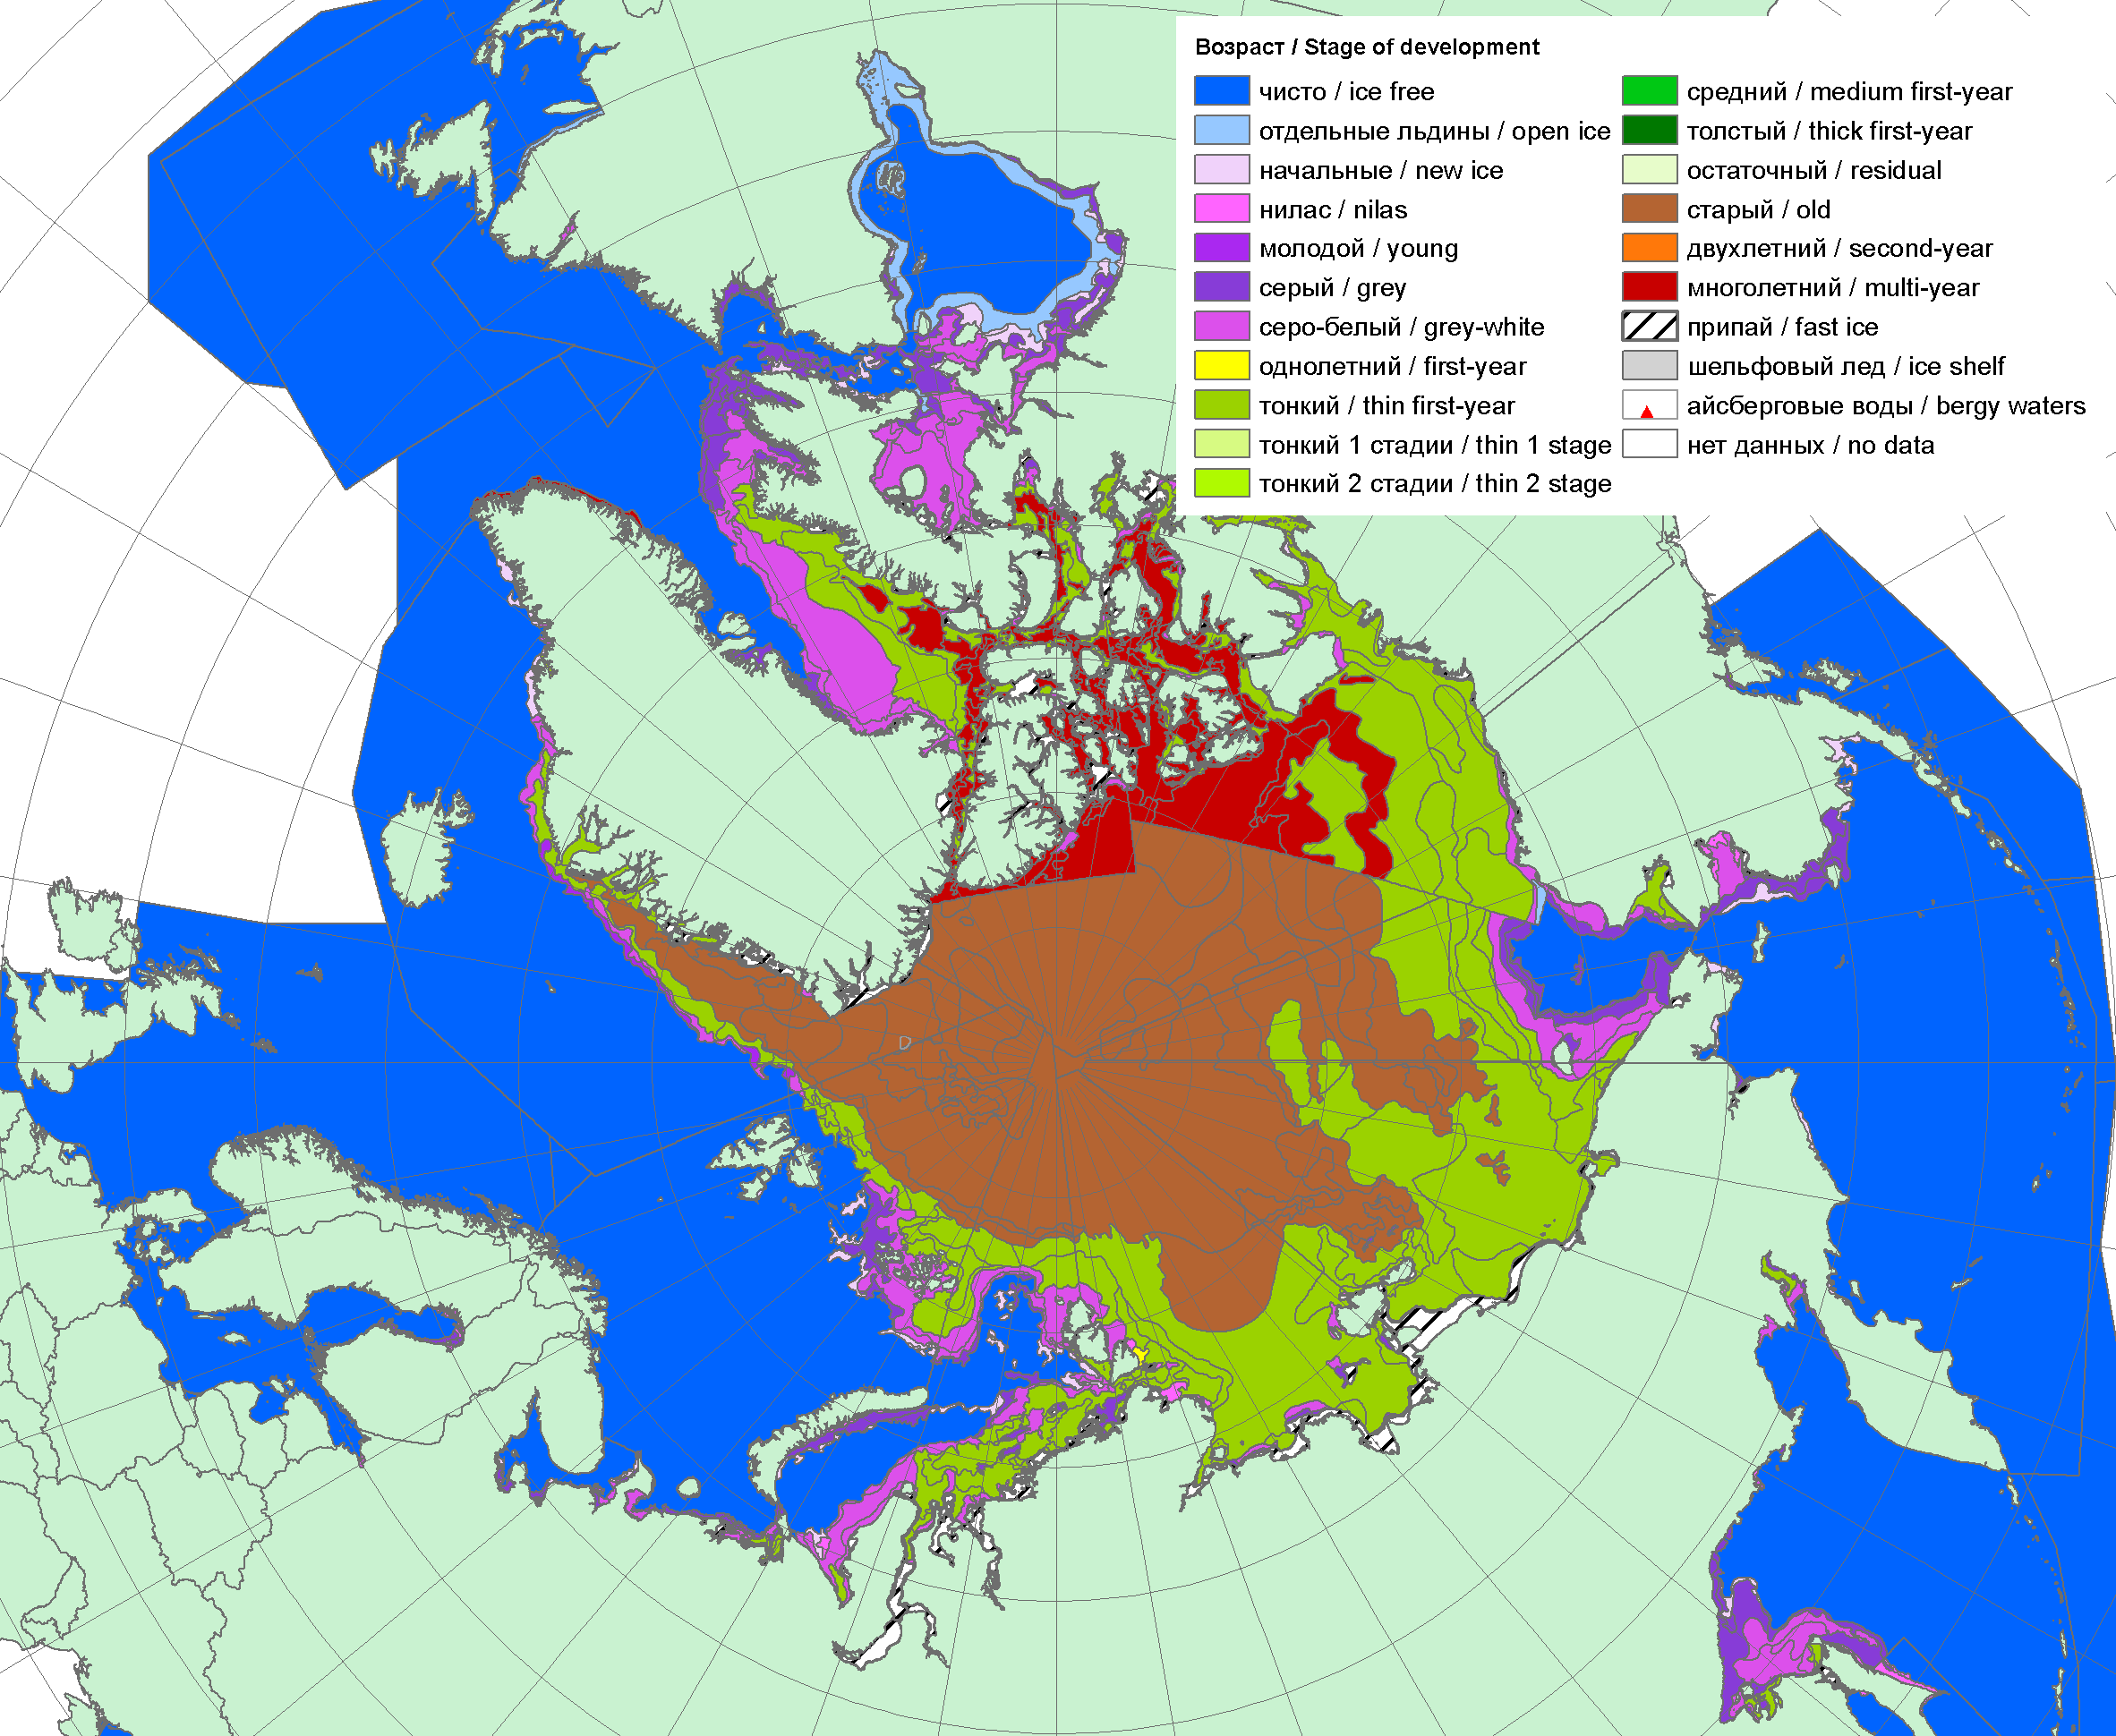 Возраст / Stage of development
чисто / ice free
отдельные льдины / open ice
начальные / new ice
нилас / nilas
молодой / young
серый / grey
серо-белый / grey-white
однолетний / first-year
тонкий / thin first-year
тонкий 1 стадии / thin 1 stage
тонкий 2 стадии / thin 2 stage
средний / medium first-year
толстый / thick first-year
остаточный / residual
старый / old
двухлетний / second-year
многолетний / multi-year
припай / fast ice
шельфовый лед / ice shelf
айсберговые воды / bergy waters
нет данных / no data